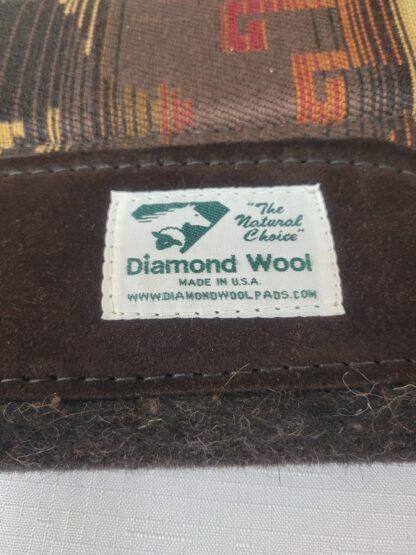 "The
Natural
Choice"
Diamond Wool
MADE IN U.S.A.
WWW.DIAMONDWOOLPADS.COM